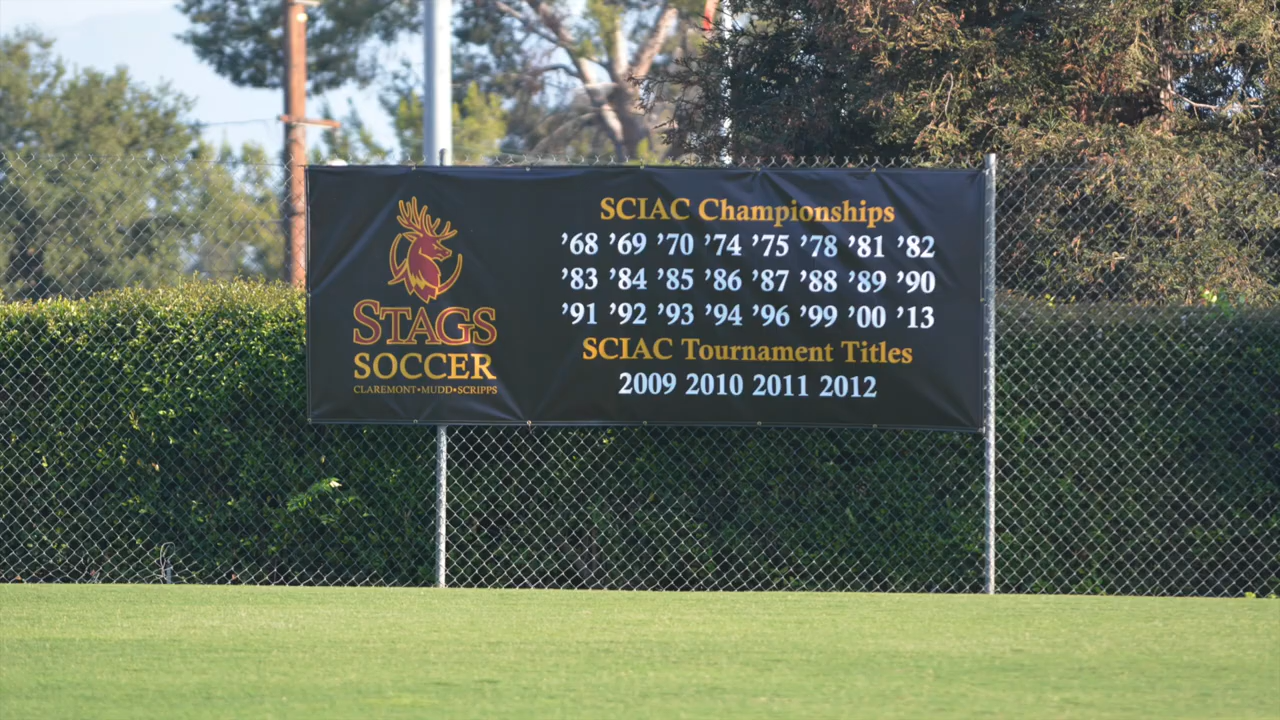 STAGS
SOCCER
CLAREMONT•MUDD•SCRIPPS
SCIAC Championships
’68 ’69 ’70 ’74 ’75 ’78 ’81 ’82
’83 ’84 ’85 ’86 ’87 ’88 ’89 ’90
’91 ’92 ’93 ’94 ’96 ’99 ’00 ’13
SCIAC Tournament Titles
2009 2010 2011 2012